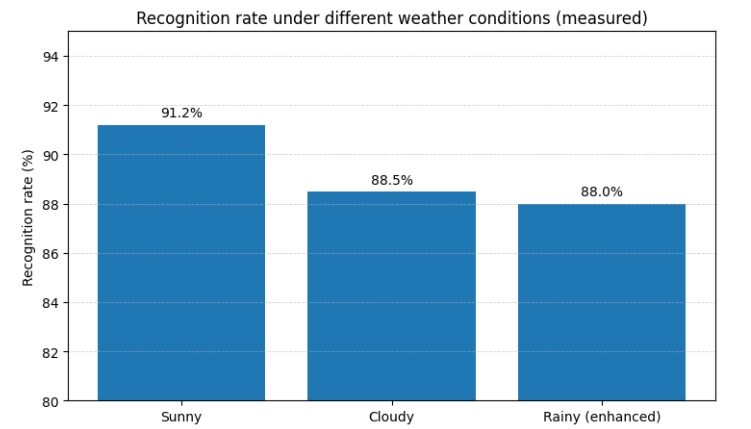 Recognition rate under different weather conditions (measured)
Recognition rate (%)
94
92
90
88
86
84
82
80
91.2%
88.5%
88.0%
Sunny
Cloudy
Rainy (enhanced)